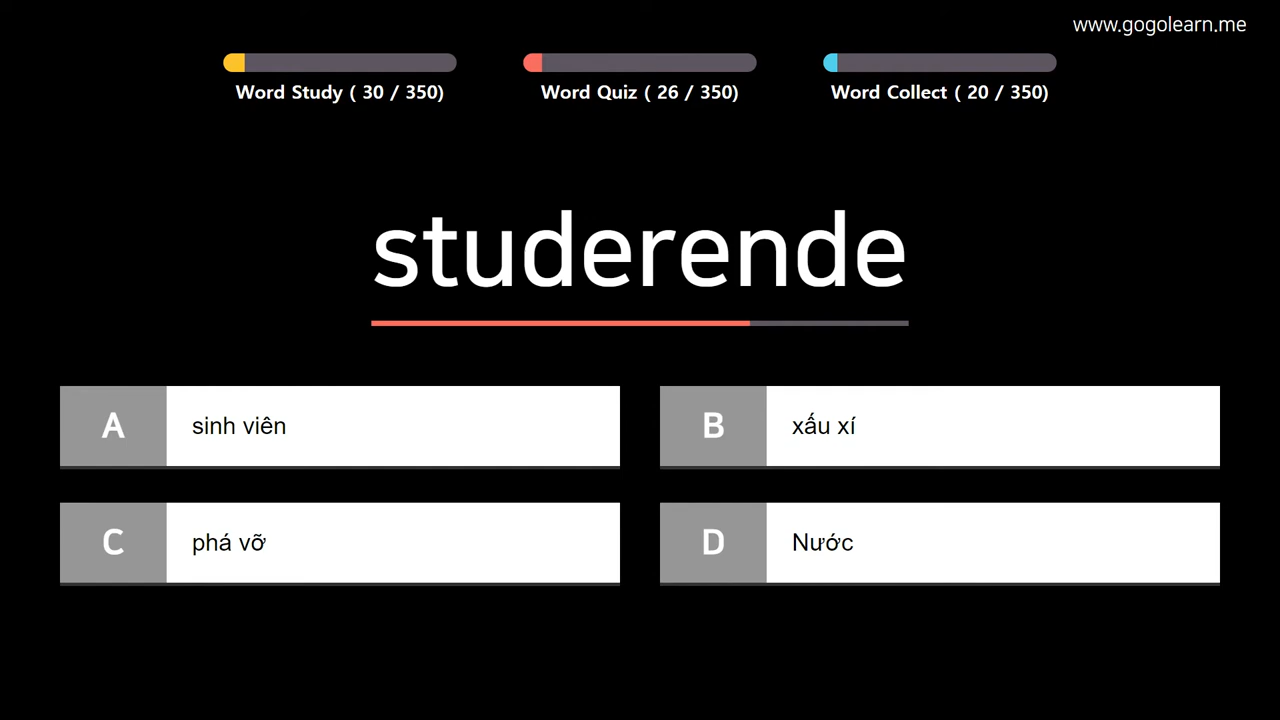 www.gogolearn.me
Word Study ( 30 / 350)
Word Quiz ( 26 / 350)
Word Collect ( 20 / 350)
studerende
A
sinh viên
B
xấu xí
C
phá vỡ
D
Nước